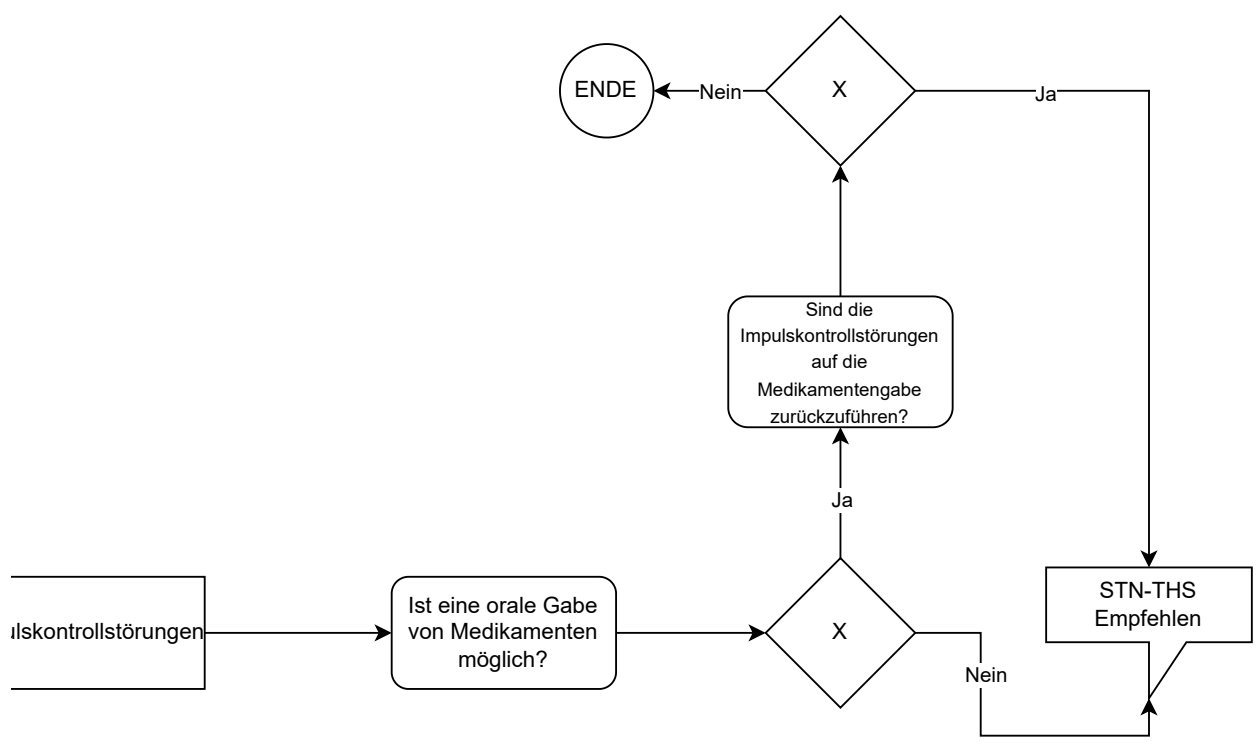 ENDE
Nein
X
Ja
Sind die
Impulskontrollstörungen
auf die
Medikamentengabe
zurückzuführen?
Ja
ulskontrollstörungen
Ist eine orale Gabe
von Medikamenten
möglich?
X
Nein
STN-THS
Empfehlen